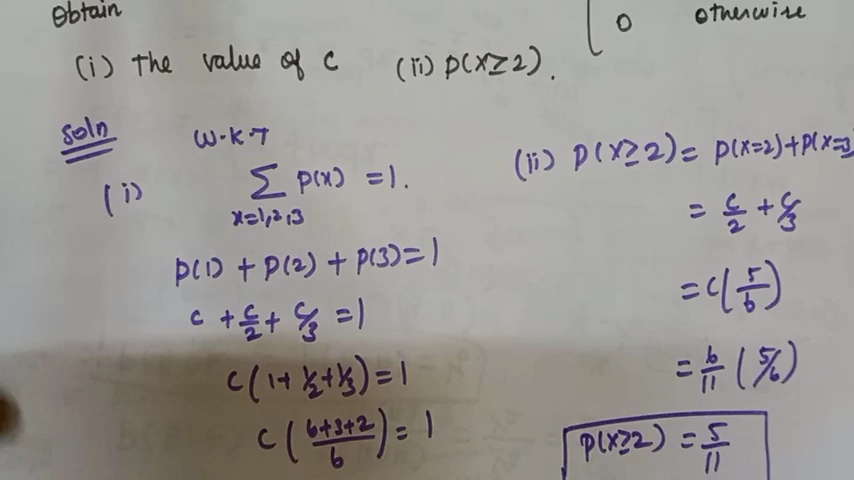 Obtain
{ 0 otherwise
(i) The value of c (ii) P(X≥2).
Soln
W.K.T
(i) ∑ P(x) = 1.
x=1,2,3
P(1) + P(2) + P(3) = 1
c + c/2 + c/3 = 1
c(1+1/2+1/3) = 1
c(6+3+2/6) = 1
(ii) P(X≥2) = P(X=2)+P(X=3)
= c/2 + c/3
= c(5/6)
= 6/11 (5/6)
P(X≥2) = 5/11